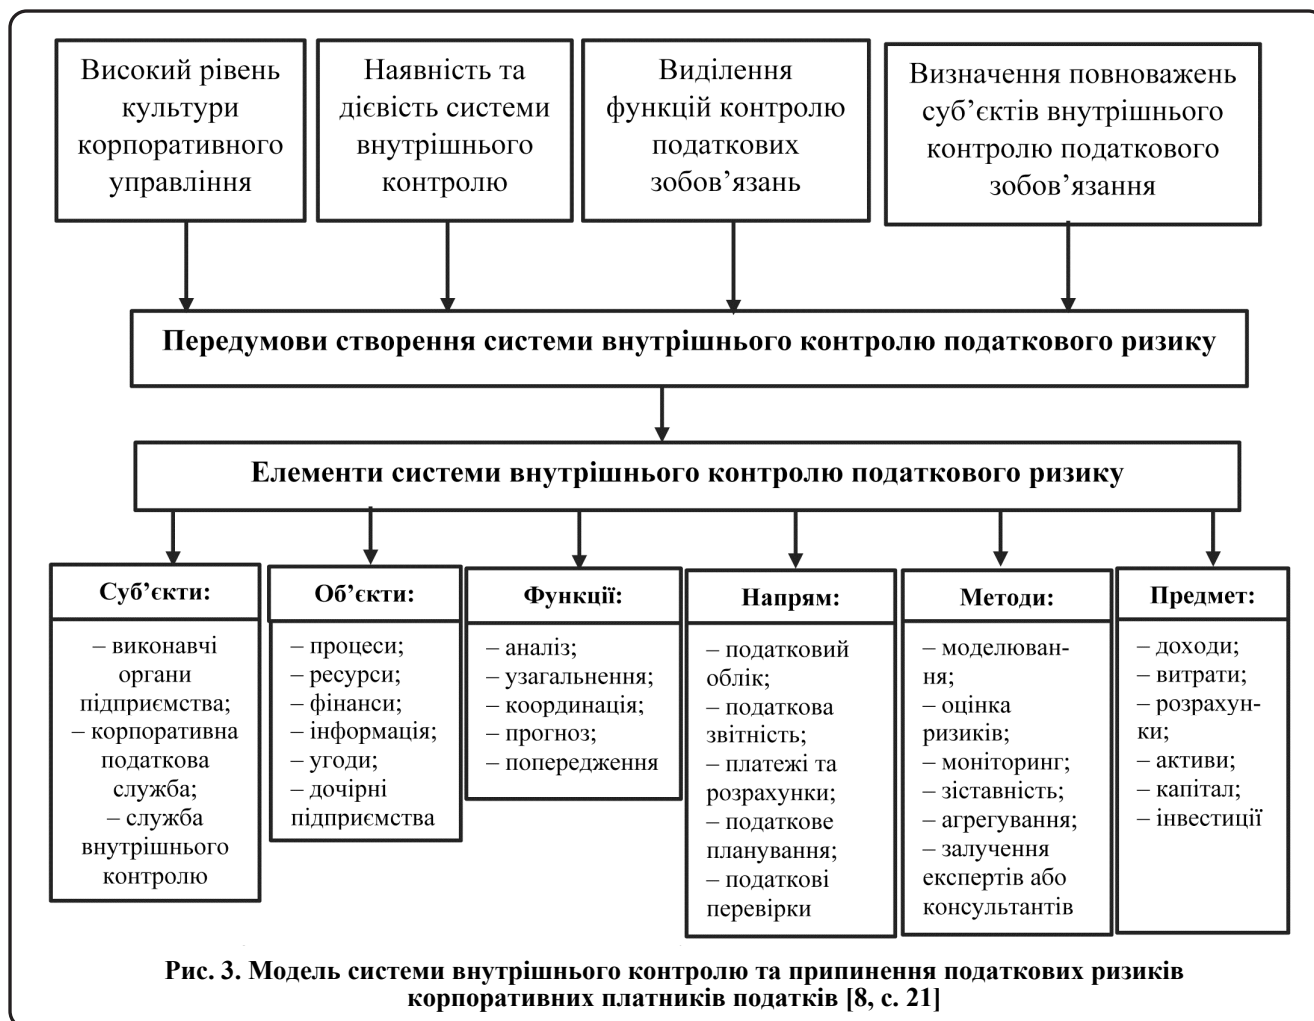 Високий рівень
культури
корпоративного
управління
Наявність та
дієвість системи
внутрішнього
контролю
Виділення
функцій контролю
податкових
зобов’язань
Визначення повноважень
суб’єктів внутрішнього
контролю податкового
зобов’язання
Передумови створення системи внутрішнього контролю податкового ризику
Елементи системи внутрішнього контролю податкового ризику
Суб’єкти:
– виконавчі
органи
підприємства;
– корпоративна
податкова
служба;
– служба
внутрішнього
контролю
Об’єкти:
– процеси;
– ресурси;
– фінанси;
– інформація;
– угоди;
– дочірні
підприємства
Функції:
– аналіз;
– узагальнення;
– координація;
– прогноз;
– попередження
Напрям:
– податковий
облік;
– податкова
звітність;
– платежі та
розрахунки;
– податкове
планування;
– податкові
перевірки
Методи:
– моделюван-
ня;
– оцінка
ризиків;
– моніторинг;
– зіставність;
– агрегування;
– залучення
експертів або
консультантів
Предмет:
– доходи;
– витрати;
– розрахун-
ки;
– активи;
– капітал;
– інвестиції
Рис. 3. Модель системи внутрішнього контролю та припинення податкових ризиків
корпоративних платників податків [8, с. 21]